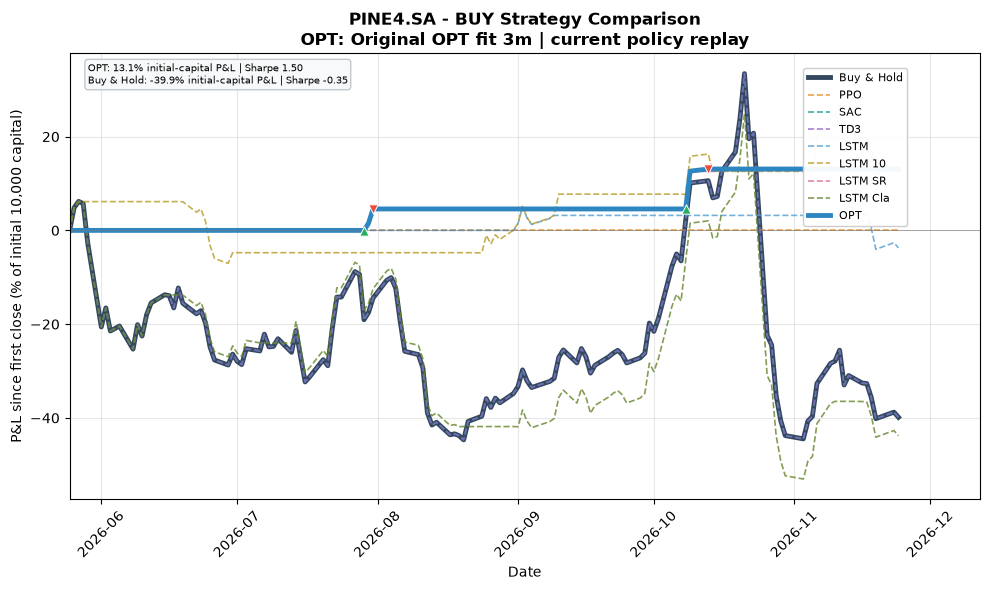 PINE4.SA - BUY Strategy Comparison
OPT: Original OPT fit 3m | current policy replay
OPT: 13.1% initial-capital P&L | Sharpe 1.50
Buy & Hold: -39.9% initial-capital P&L | Sharpe -0.35
Buy & Hold
PPO
SAC
TD3
LSTM
LSTM 10
LSTM SR
LSTM Cla
OPT
P&L since first close (% of initial 10,000 capital)
20
0
−20
−40
2026-06
2026-07
2026-08
2026-09
2026-10
2026-11
2026-12
Date